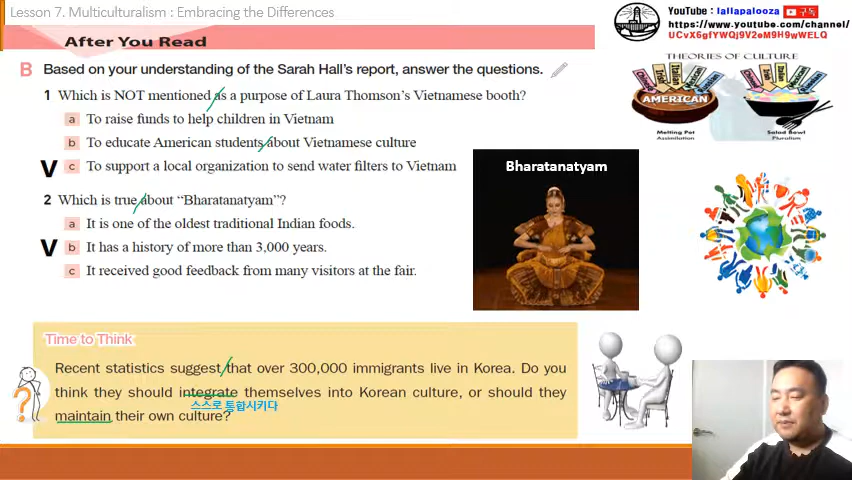 Lesson 7. Multiculturalism : Embracing the Differences
After You Read
YouTube : lallapalooza 구독
https://www.youtube.com/channel/
UCvX6gfYWQj9V2eM9H9wWELQ
B Based on your understanding of the Sarah Hall's report, answer the questions.
1 Which is NOT mentioned as a purpose of Laura Thomson's Vietnamese booth?
a To raise funds to help children in Vietnam
b To educate American students about Vietnamese culture
V c To support a local organization to send water filters to Vietnam
2 Which is true about "Bharatanatyam"?
a It is one of the oldest traditional Indian foods.
V b It has a history of more than 3,000 years.
c It received good feedback from many visitors at the fair.
THEORIES OF CULTURE
AMERICAN
Melting Pot
Assimilation
Salad Bowl
Pluralism
Bharatanatyam
Time to Think
Recent statistics suggest that over 300,000 immigrants live in Korea. Do you
think they should integrate themselves into Korean culture, or should they
스스로 통합시키다
maintain their own culture?
?